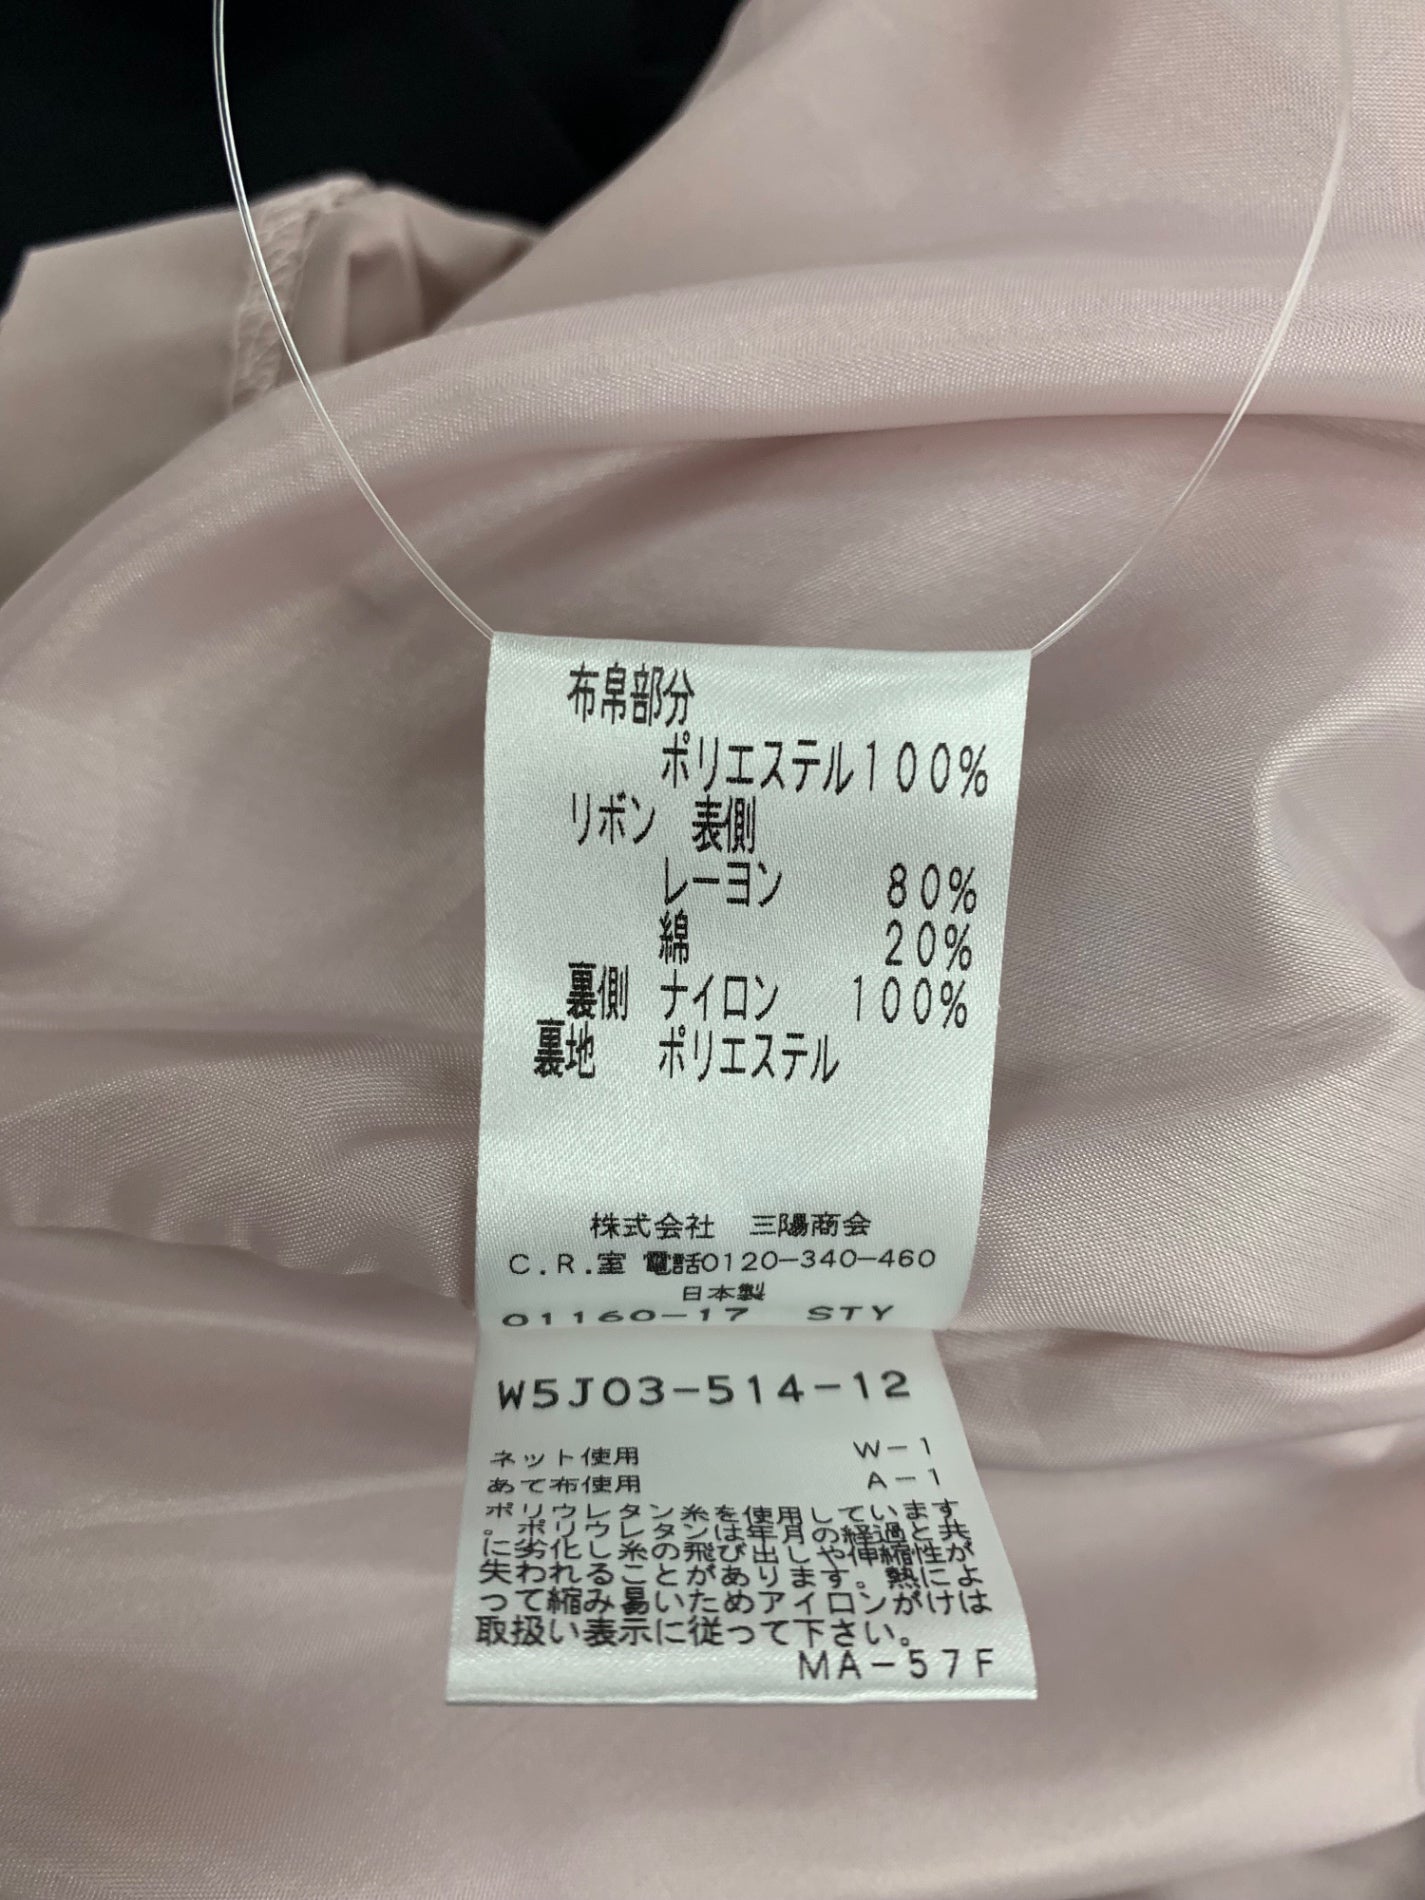 布帛部分
ポリエステル100%
リボン 表側
レーヨン 80%
綿 20%
裏側 ナイロン 100%
裏地 ポリエステル
株式会社 三陽商会
C.R.室 電話0120-340-460
日本製
01160-17 STY
W5J03-514-12
ネット使用 W-1
あて布使用 A-1
ポリウレタン糸を使用しています
。ポリウレタンは年月の経過と共
に劣化し糸の飛び出しや伸縮性が
失われることがあります。熱によ
って縮み易いためアイロンがけは
取扱い表示に従って下さい。
MA-57F